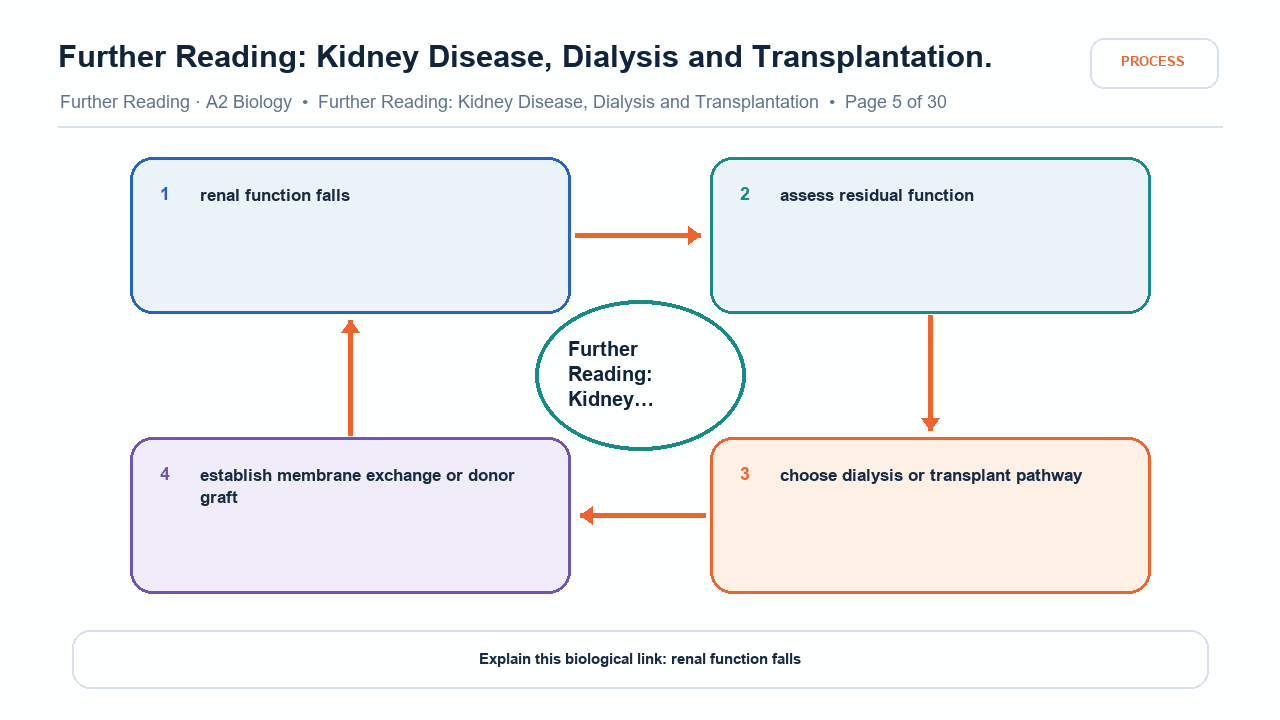 Further Reading: Kidney Disease, Dialysis and Transplantation.
PROCESS
Further Reading · A2 Biology • Further Reading: Kidney Disease, Dialysis and Transplantation • Page 5 of 30
1 renal function falls
2 assess residual function
Further
Reading:
Kidney…
4 establish membrane exchange or donor
graft
3 choose dialysis or transplant pathway
Explain this biological link: renal function falls